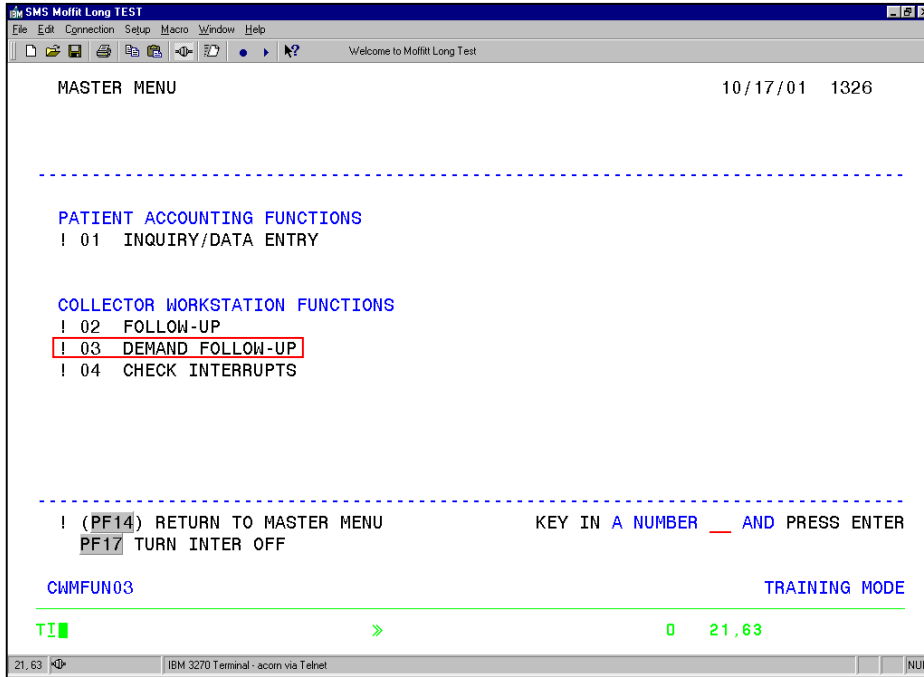 IBM SMS Moffit Long TEST
File Edit Connection Setup Macro Window Help
Welcome to Moffitt Long Test
MASTER MENU 10/17/01 1326
PATIENT ACCOUNTING FUNCTIONS
! 01 INQUIRY/DATA ENTRY
COLLECTOR WORKSTATION FUNCTIONS
! 02 FOLLOW-UP
! 03 DEMAND FOLLOW-UP
! 04 CHECK INTERRUPTS
! (PF14) RETURN TO MASTER MENU KEY IN A NUMBER __ AND PRESS ENTER
PF17 TURN INTER OFF
CWMFUN03 TRAINING MODE
TI » 0 21,63
21, 63 IBM 3270 Terminal - acorn via Telnet